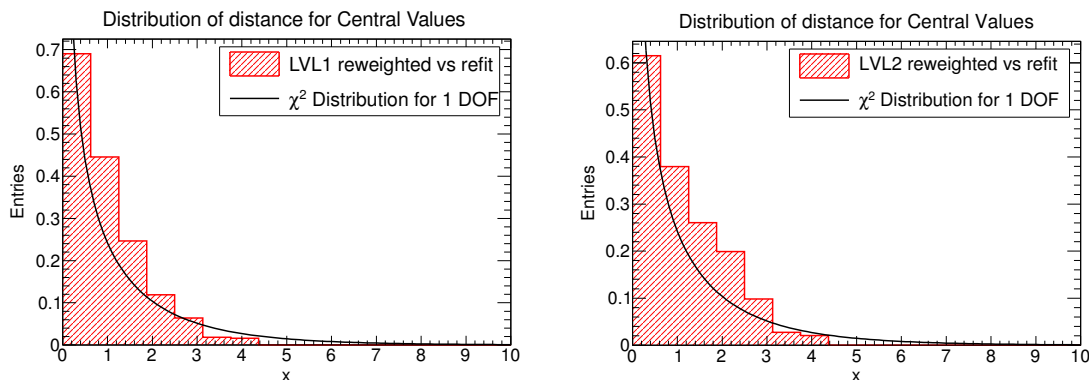 Distribution of distance for Central Values
0.7
0.6
0.5
0.4
0.3
0.2
0.1
0
Entries
LVL1 reweighted vs refit
χ² Distribution for 1 DOF
0 1 2 3 4 5 6 7 8 9 10
x
Distribution of distance for Central Values
0.6
0.5
0.4
0.3
0.2
0.1
0
Entries
LVL2 reweighted vs refit
χ² Distribution for 1 DOF
0 1 2 3 4 5 6 7 8 9 10
x